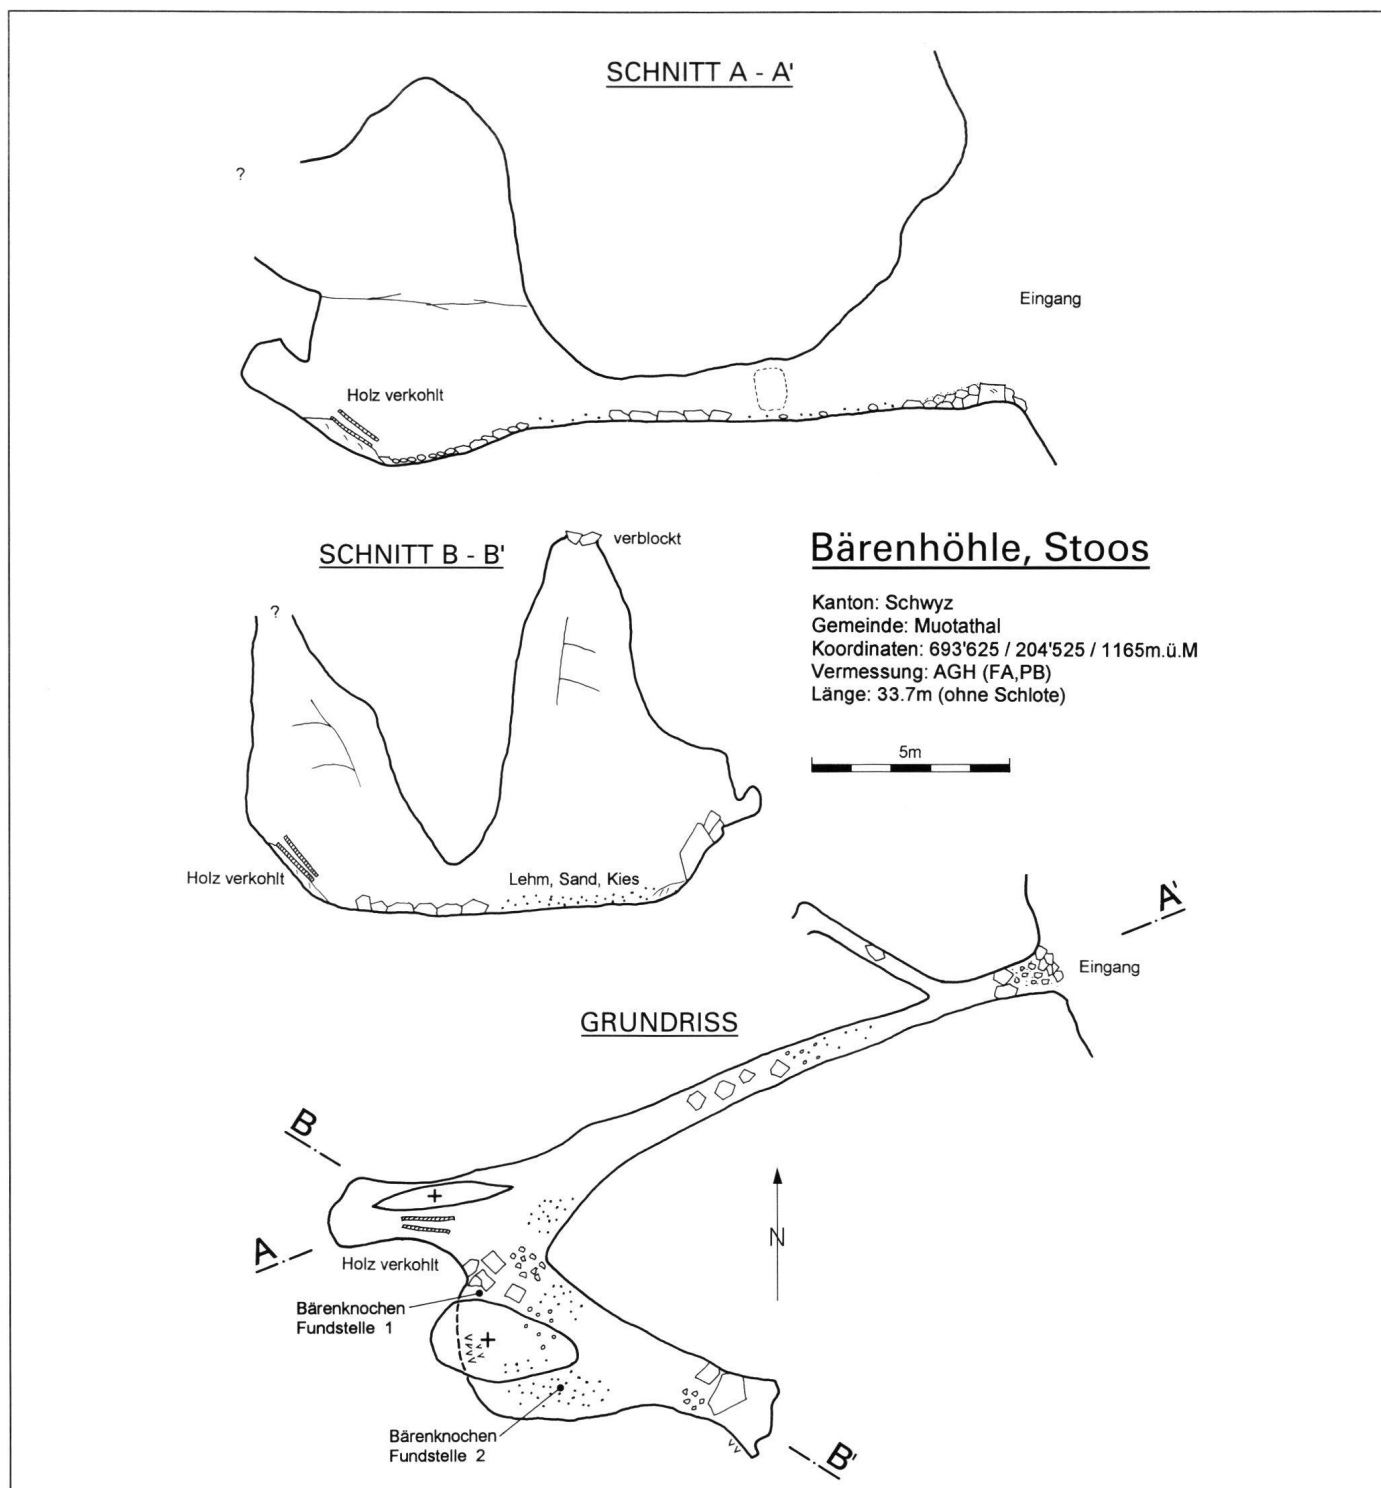 SCHNITT A - A'
?
Eingang
Holz verkohlt
SCHNITT B - B'
verblockt
?
Holz verkohlt
Lehm, Sand, Kies
Bärenhöhle, Stoos
Kanton: Schwyz
Gemeinde: Muotathal
Koordinaten: 693'625 / 204'525 / 1165m.ü.M
Vermessung: AGH (FA,PB)
Länge: 33.7m (ohne Schlote)
5m
A'
Eingang
GRUNDRISS
B
A
Holz verkohlt
N
Bärenknochen
Fundstelle 1
Bärenknochen
Fundstelle 2
B'